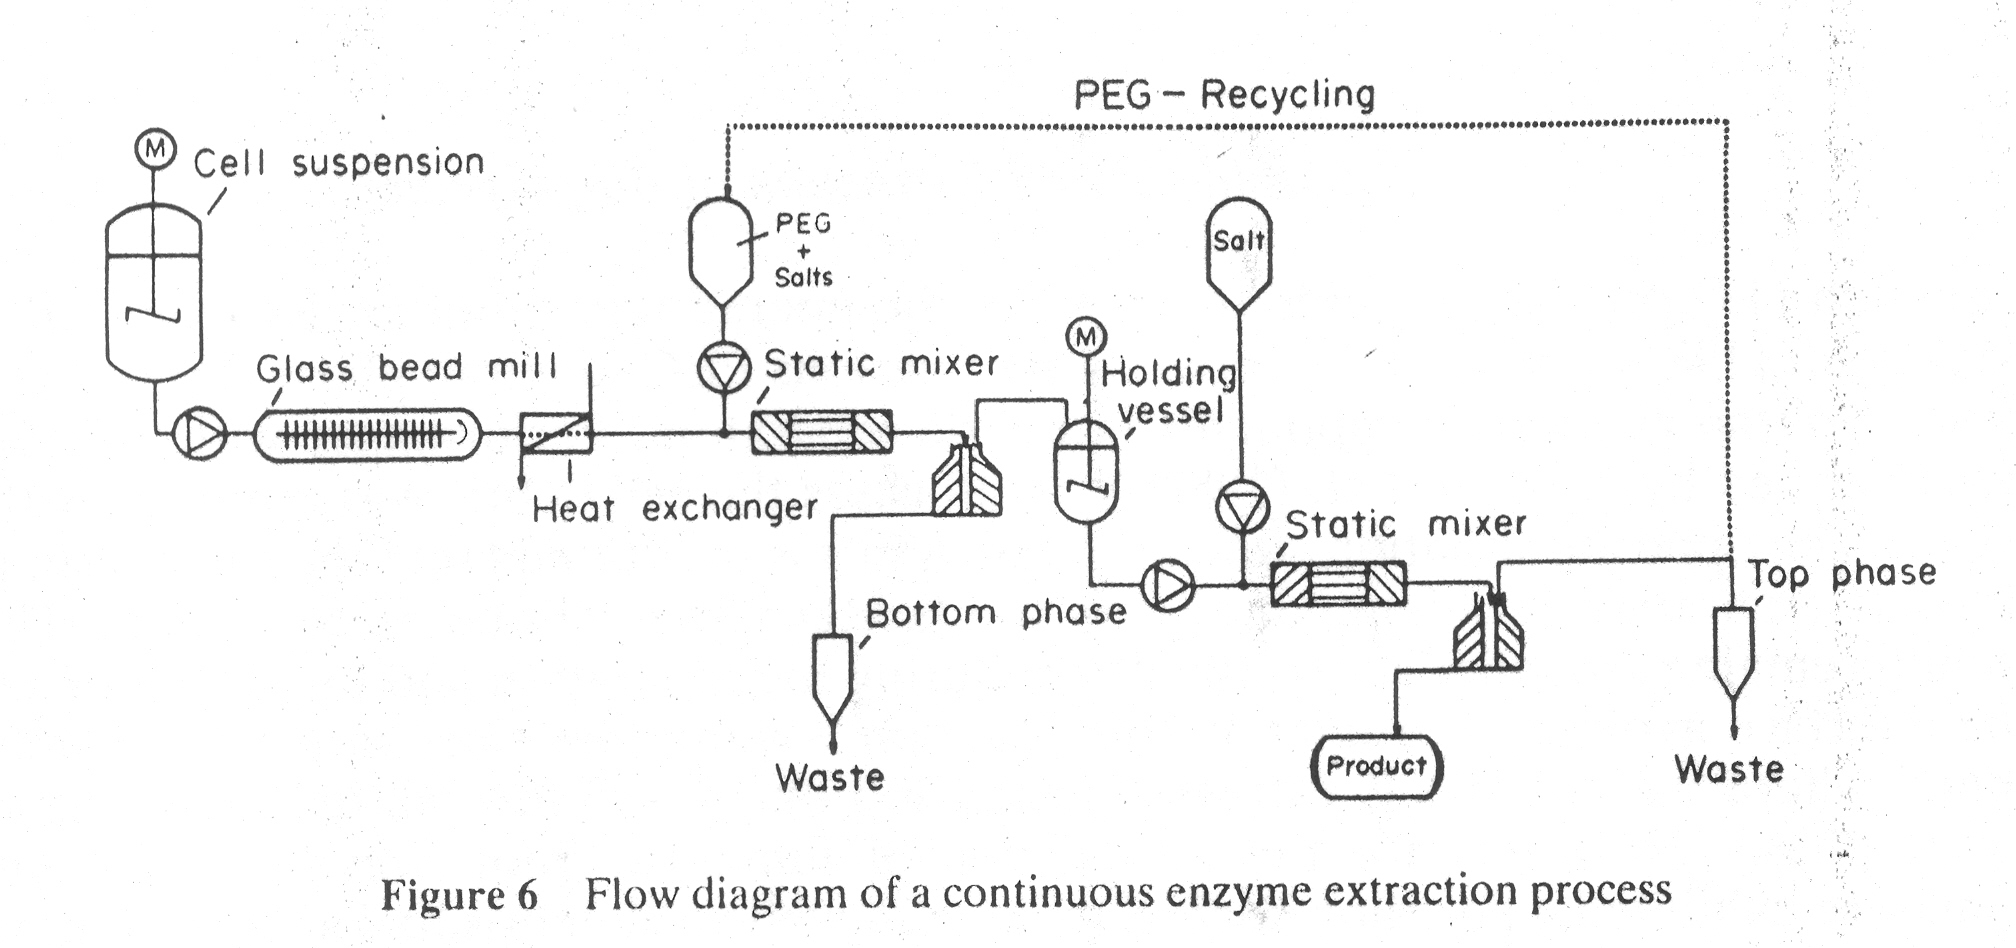 PEG - Recycling
M
Cell suspension
PEG
+
Salts
Salt
Glass bead mill
Static mixer
M
Holding
vessel
Heat exchanger
Static mixer
Top phase
Bottom phase
Product
Waste
Waste
Figure 6 Flow diagram of a continuous enzyme extraction process